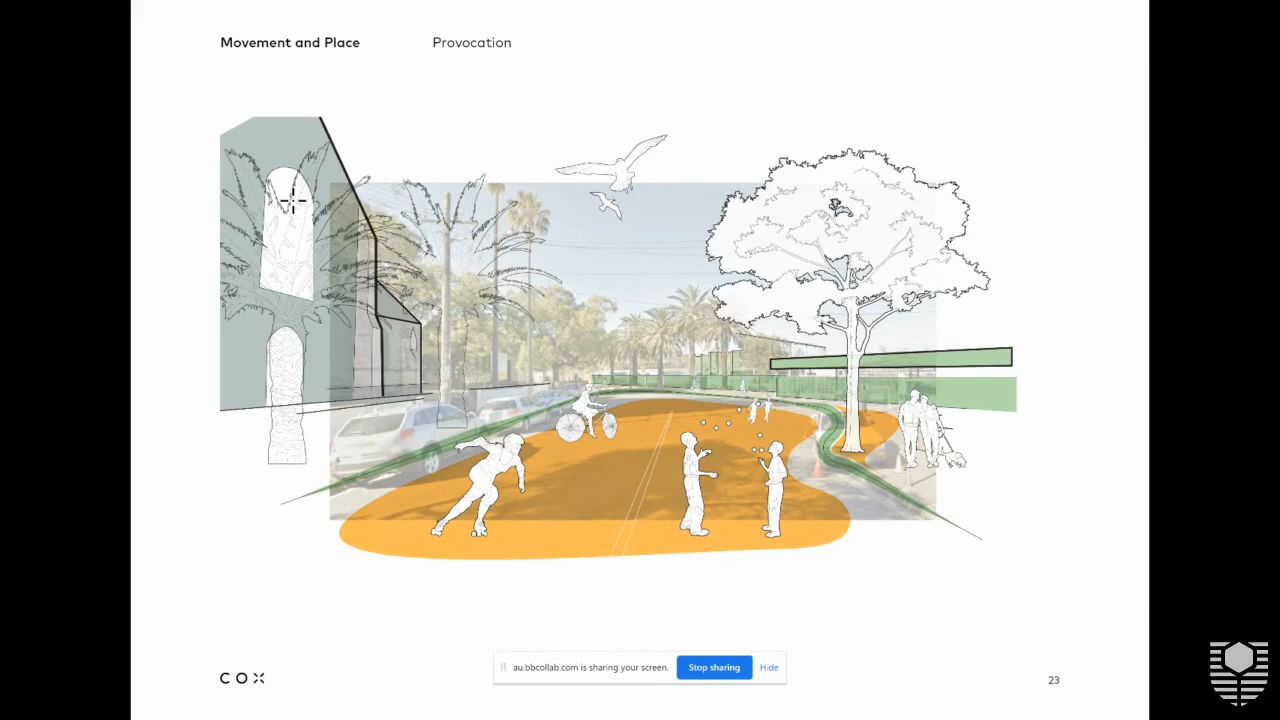 Movement and Place
Provocation
au.bbcollab.com is sharing your screen.
Stop sharing
Hide
COX
23